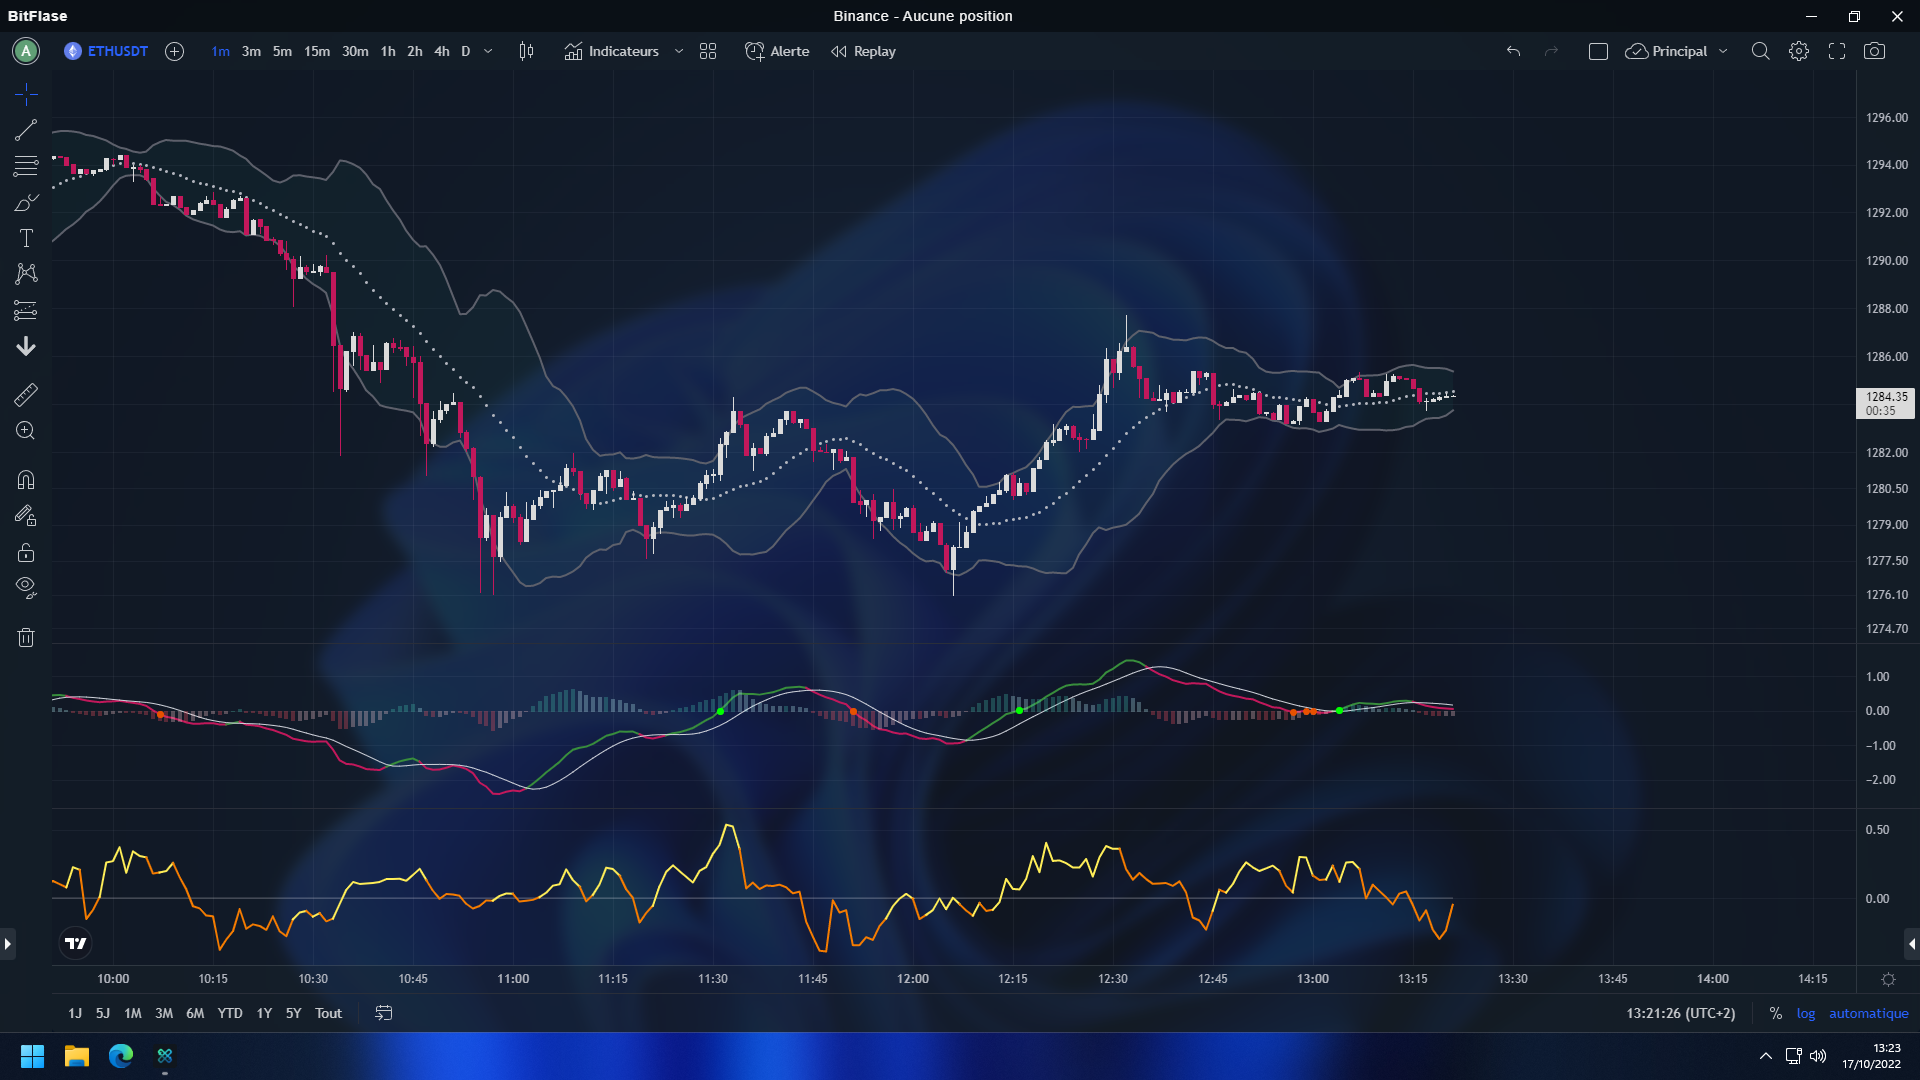 BitFlase
Binance - Aucune position
A
ETHUSDT
1m 3m 5m 15m 30m 1h 2h 4h D
Indicateurs
Alerte
Replay
Principal
T
1296.00
1294.00
1292.00
1290.00
1288.00
1286.00
1284.35
00:35
1282.00
1280.50
1279.00
1277.50
1276.10
1274.70
1.00
0.00
−1.00
−2.00
0.50
0.00
10:00 10:15 10:30 10:45 11:00 11:15 11:30 11:45 12:00 12:15 12:30 12:45 13:00 13:15 13:30 13:45 14:00 14:15
1J 5J 1M 3M 6M YTD 1Y 5Y Tout
13:21:26 (UTC+2)
% log automatique
13:23
17/10/2022